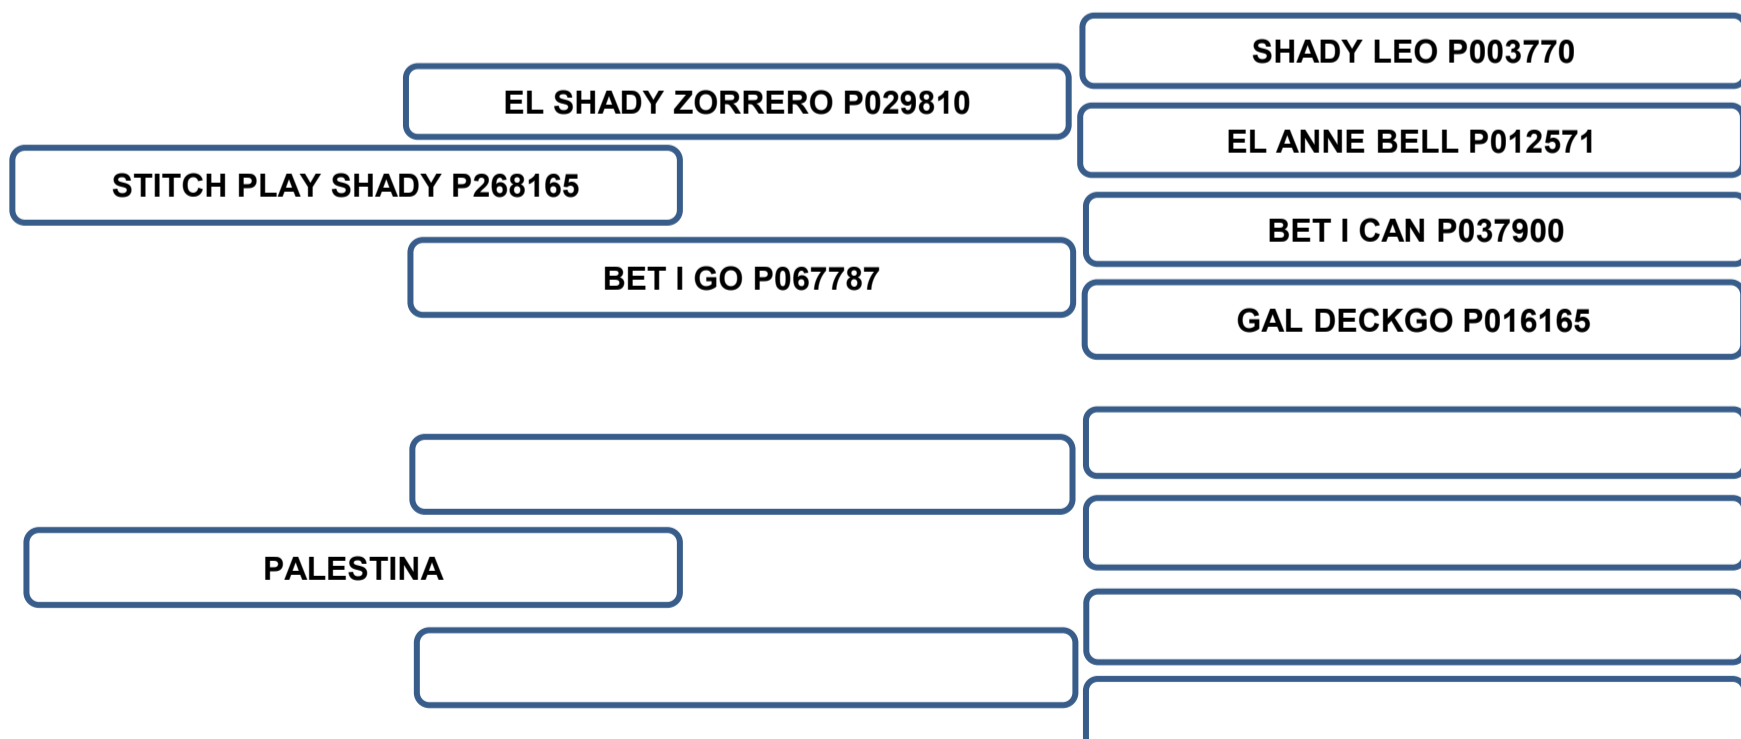 SHADY LEO P003770
EL SHADY ZORRERO P029810
EL ANNE BELL P012571
STITCH PLAY SHADY P268165
BET I CAN P037900
BET I GO P067787
GAL DECKGO P016165
PALESTINA